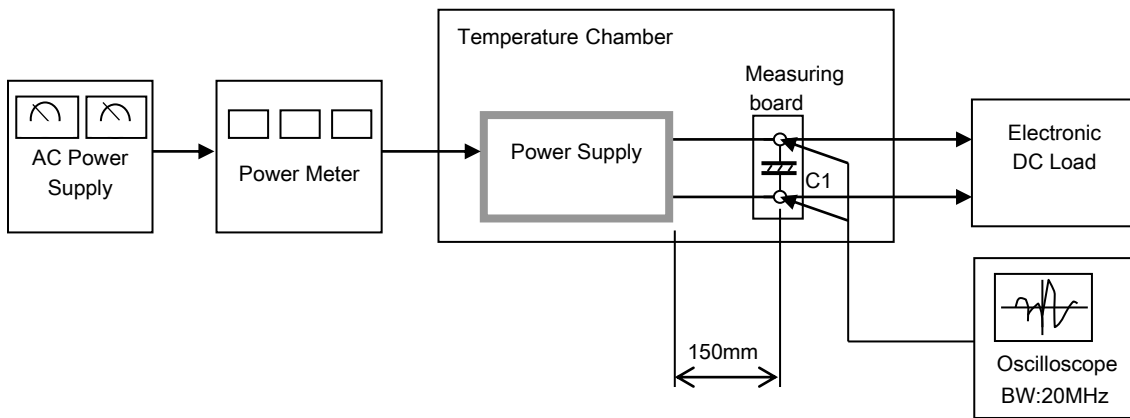 Temperature Chamber
Measuring
board
AC Power
Supply
Power Meter
Power Supply
C1
Electronic
DC Load
150mm
Oscilloscope
BW:20MHz